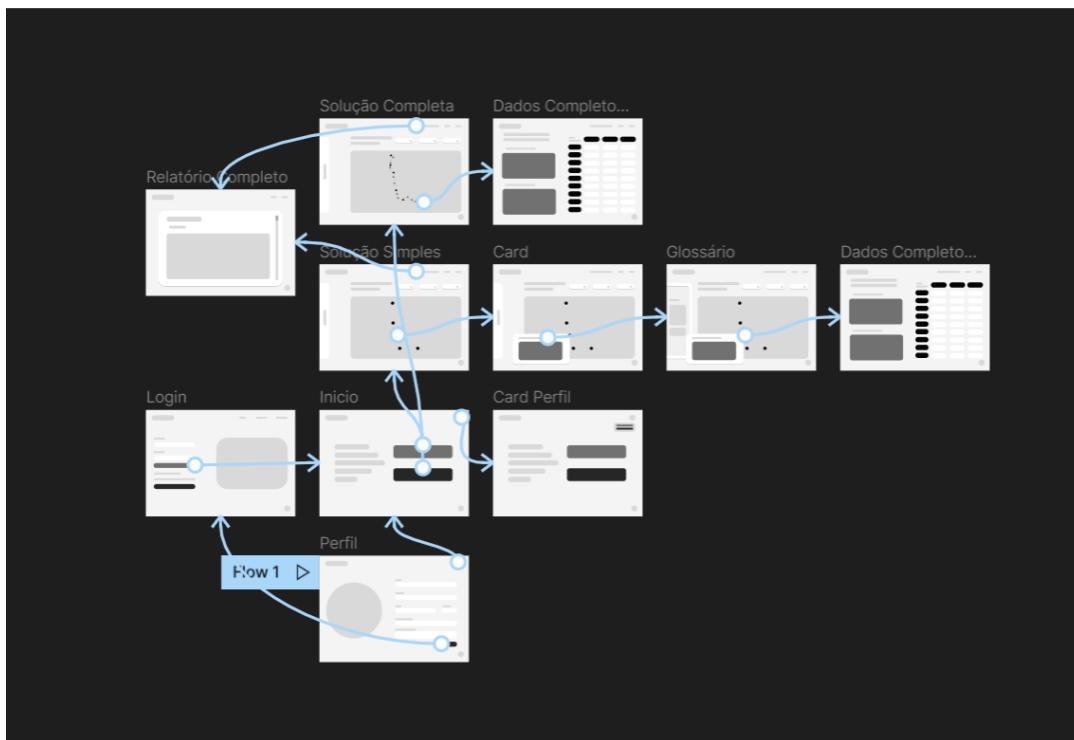 Solução Completa
Dados Completo...
Relatório Completo
Solução Simples
Card
Glossário
Dados Completo...
Login
Inicio
Card Perfil
Perfil
Flow 1